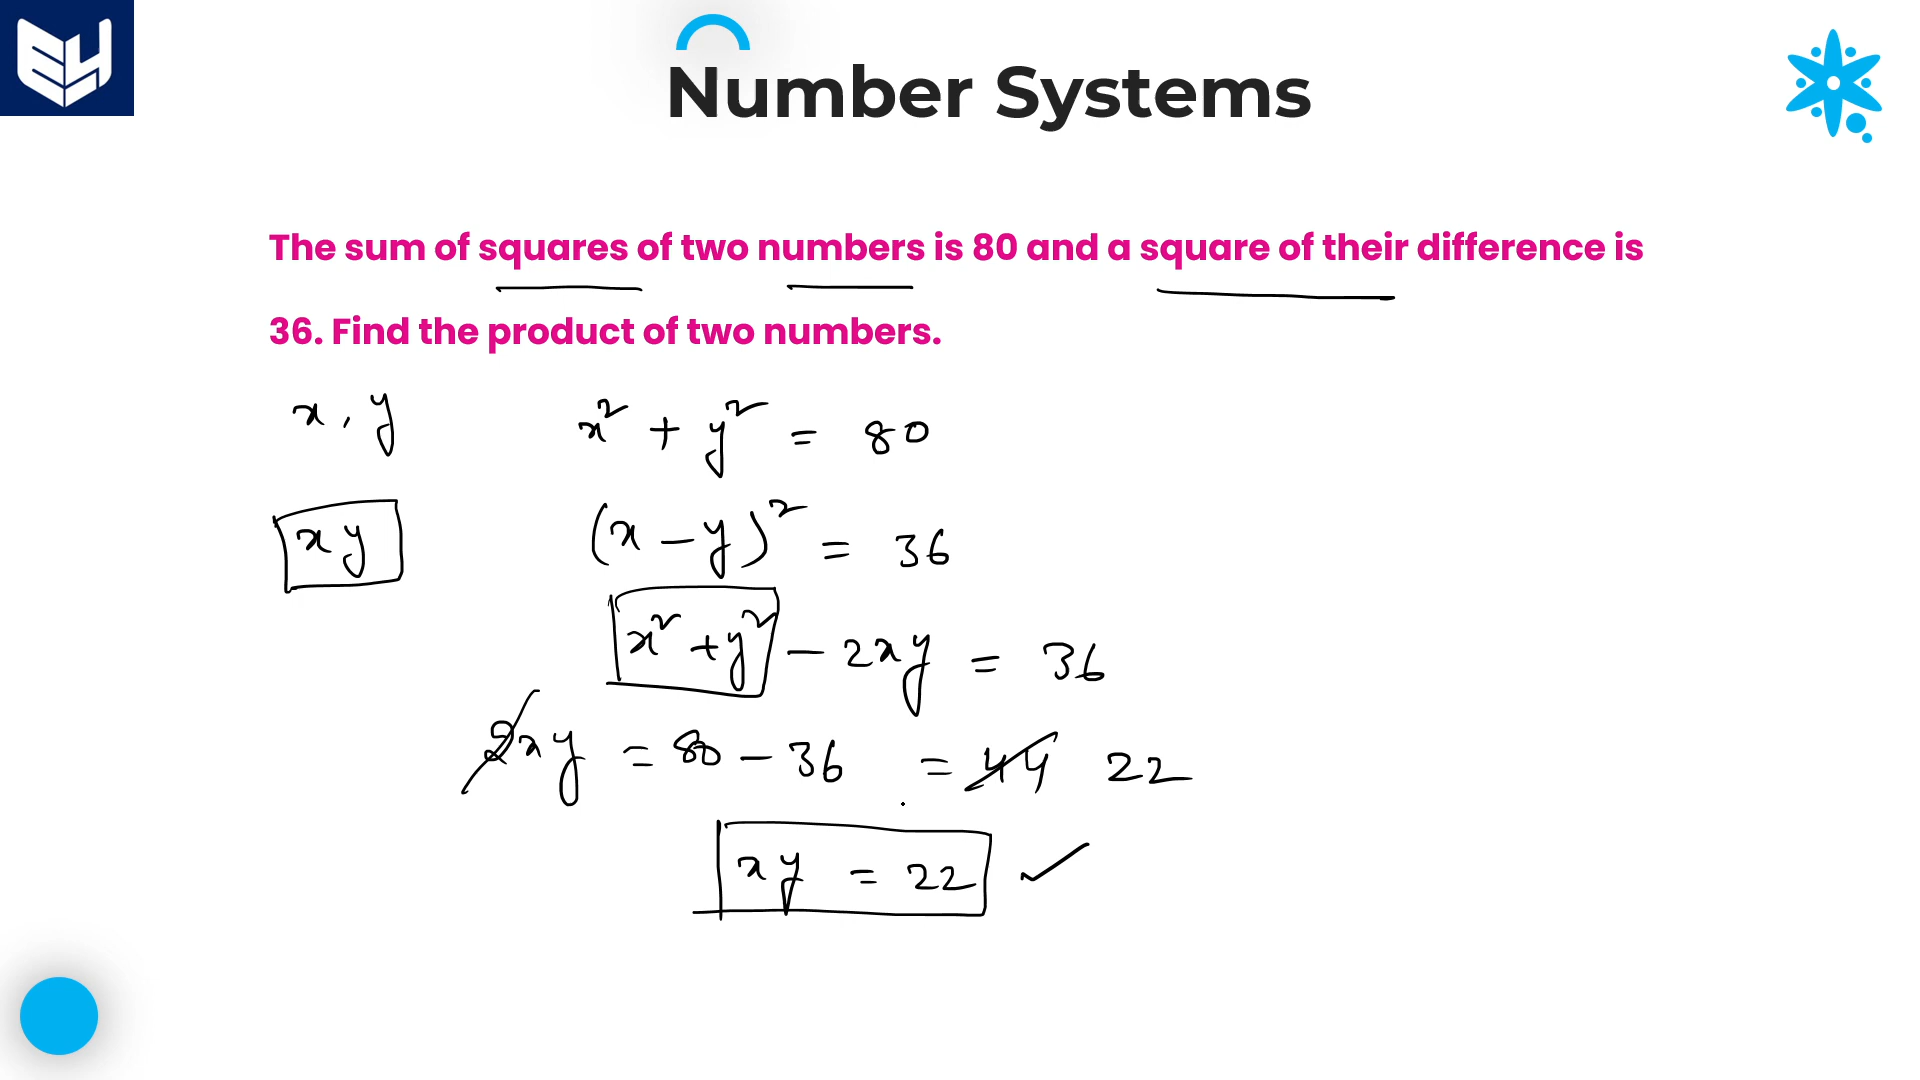 Number Systems
The sum of squares of two numbers is 80 and a square of their difference is
36. Find the product of two numbers.
x, y
x² + y² = 80
xy
(x - y)² = 36
x² + y² - 2xy = 36
2xy = 80 - 36 = 44 22
xy = 22 ✓